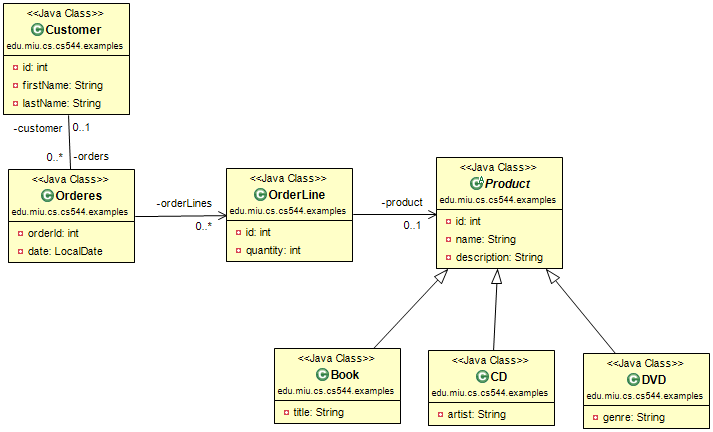 <<Java Class>>
Customer
edu.miu.cs.cs544.examples
id: int
firstName: String
lastName: String
-customer 0..1
0..* -orders
<<Java Class>>
Orderes
edu.miu.cs.cs544.examples
orderId: int
date: LocalDate
-orderLines
0..*
<<Java Class>>
OrderLine
edu.miu.cs.cs544.examples
id: int
quantity: int
-product
0..1
<<Java Class>>
Product
edu.miu.cs.cs544.examples
id: int
name: String
description: String
<<Java Class>>
Book
edu.miu.cs.cs544.examples
title: String
<<Java Class>>
CD
edu.miu.cs.cs544.examples
artist: String
<<Java Class>>
DVD
edu.miu.cs.cs544.examples
genre: String